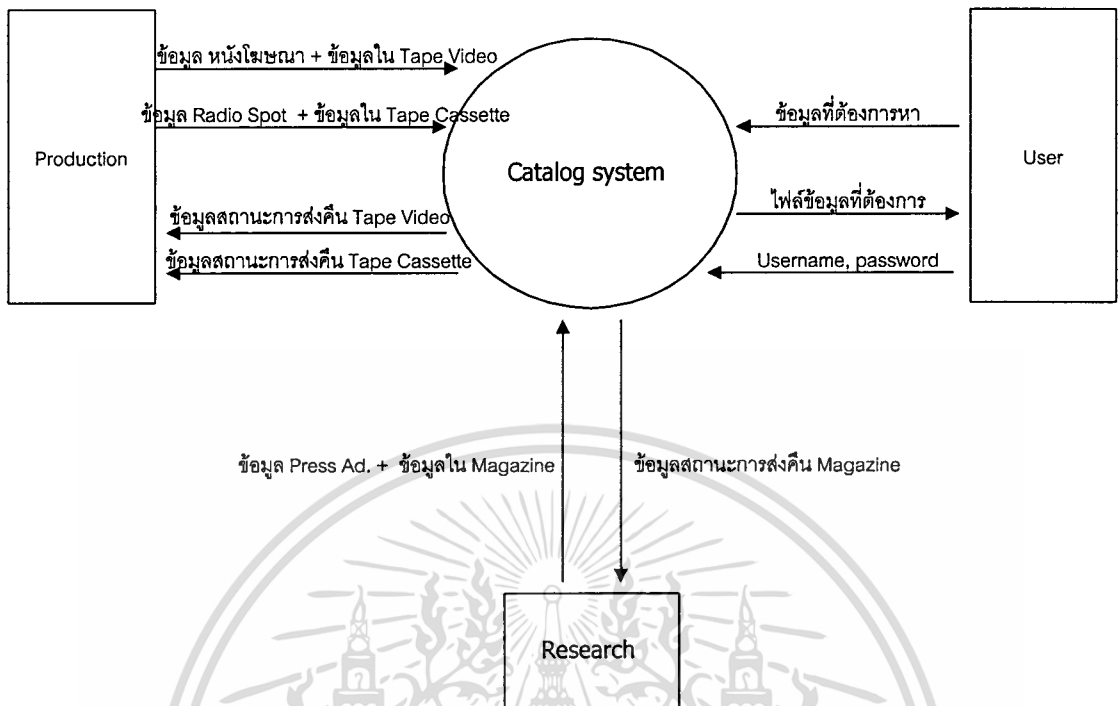 ข้อมูล หนังโฆษณา + ข้อมูลใน Tape Video
ข้อมูล Radio Spot + ข้อมูลใน Tape Cassette
ข้อมูลที่ต้องการหา
Production
Catalog system
User
ไฟล์ข้อมูลที่ต้องการ
ข้อมูลสถานะการส่งคืน Tape Video
ข้อมูลสถานะการส่งคืน Tape Cassette
Username, password
ข้อมูล Press Ad. + ข้อมูลใน Magazine
ข้อมูลสถานะการส่งคืน Magazine
Research